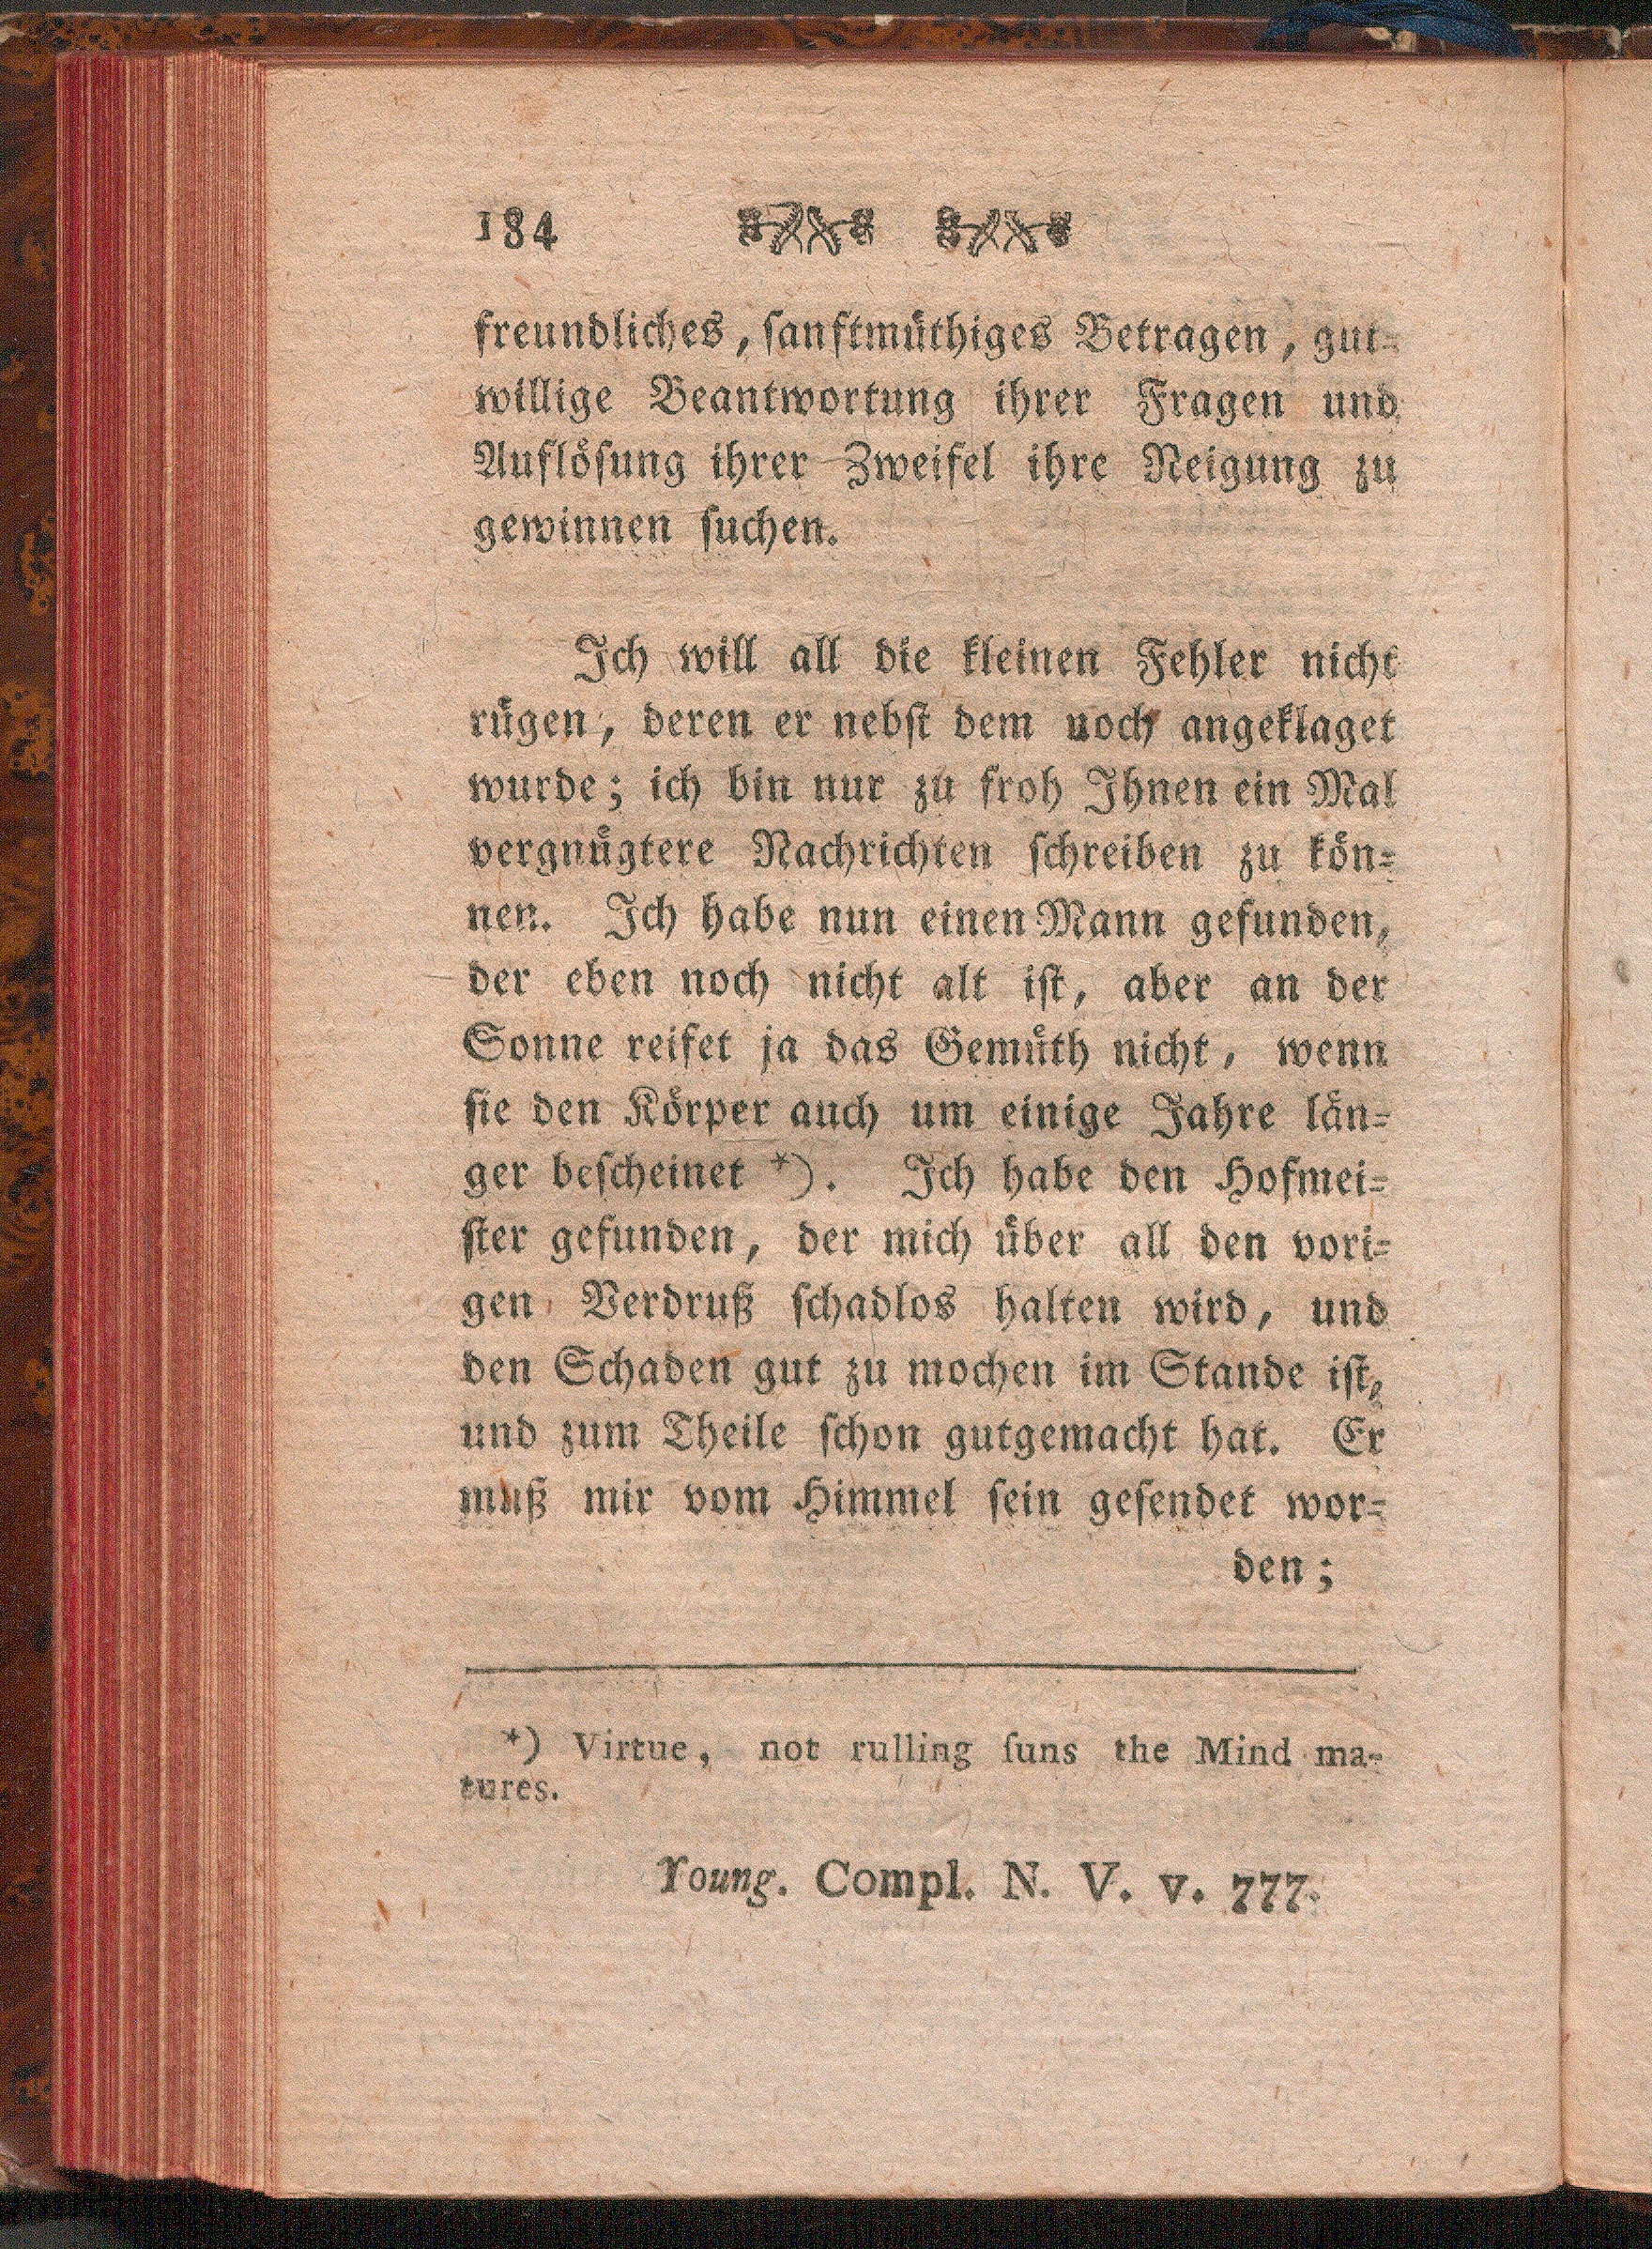 184
freundliches, ſanftmüthiges Betragen, gut-
willige Beantwortung ihrer Fragen und
Auflöſung ihrer Zweifel ihre Neigung zu
gewinnen ſuchen.
Ich will all die kleinen Fehler nicht
rügen, deren er nebſt dem noch angeklaget
wurde; ich bin nur zu froh Ihnen ein Mal
vergnügtere Nachrichten ſchreiben zu kön-
nen. Ich habe nun einen Mann gefunden,
der eben noch nicht alt iſt, aber an der
Sonne reifet ja das Gemüth nicht, wenn
ſie den Körper auch um einige Jahre län-
ger beſcheinet *). Ich habe den Hofmei-
ſter gefunden, der mich über all den vori-
gen Verdruß ſchadlos halten wird, und
den Schaden gut zu mochen im Stande iſt,
und zum Theile ſchon gutgemacht hat. Er
muß mir vom Himmel ſein geſendet wor-
den;
*) Virtue, not rulling ſuns the Mind ma-
tures.
Young. Compl. N. V. v. 777.